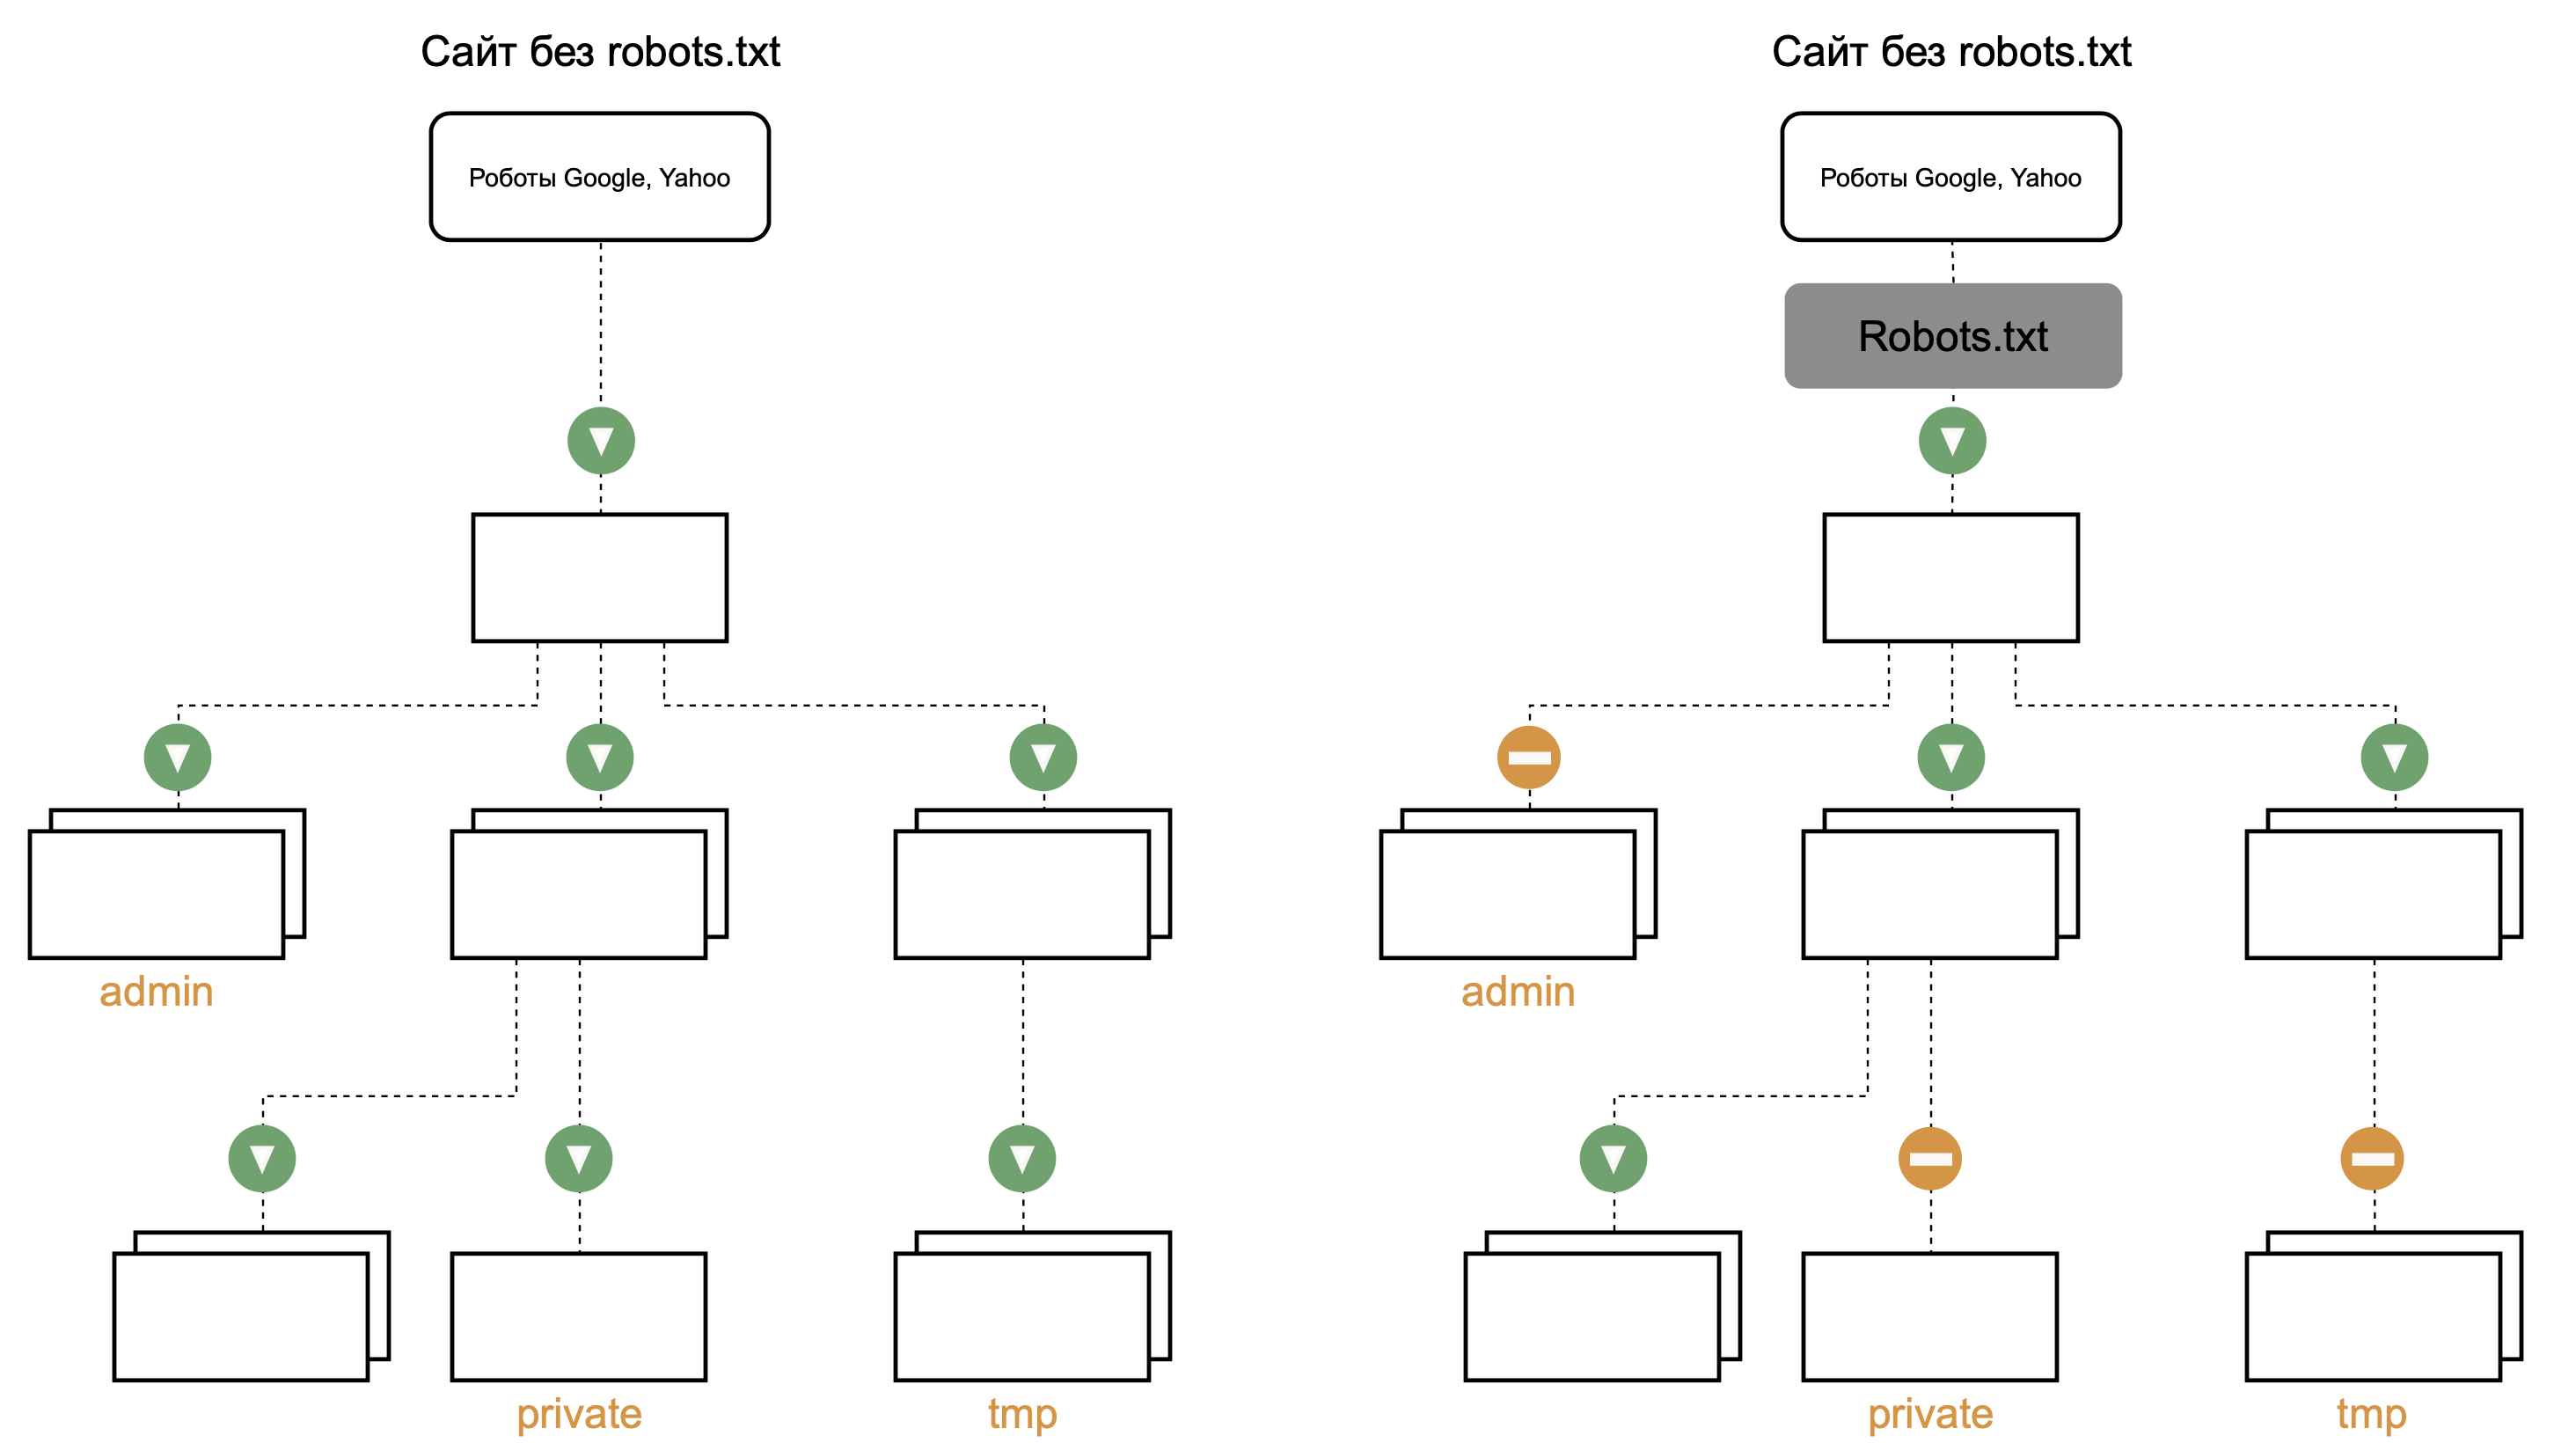 Сайт без robots.txt
Роботы Google, Yahoo
admin
private
tmp
Сайт без robots.txt
Роботы Google, Yahoo
Robots.txt
admin
private
tmp